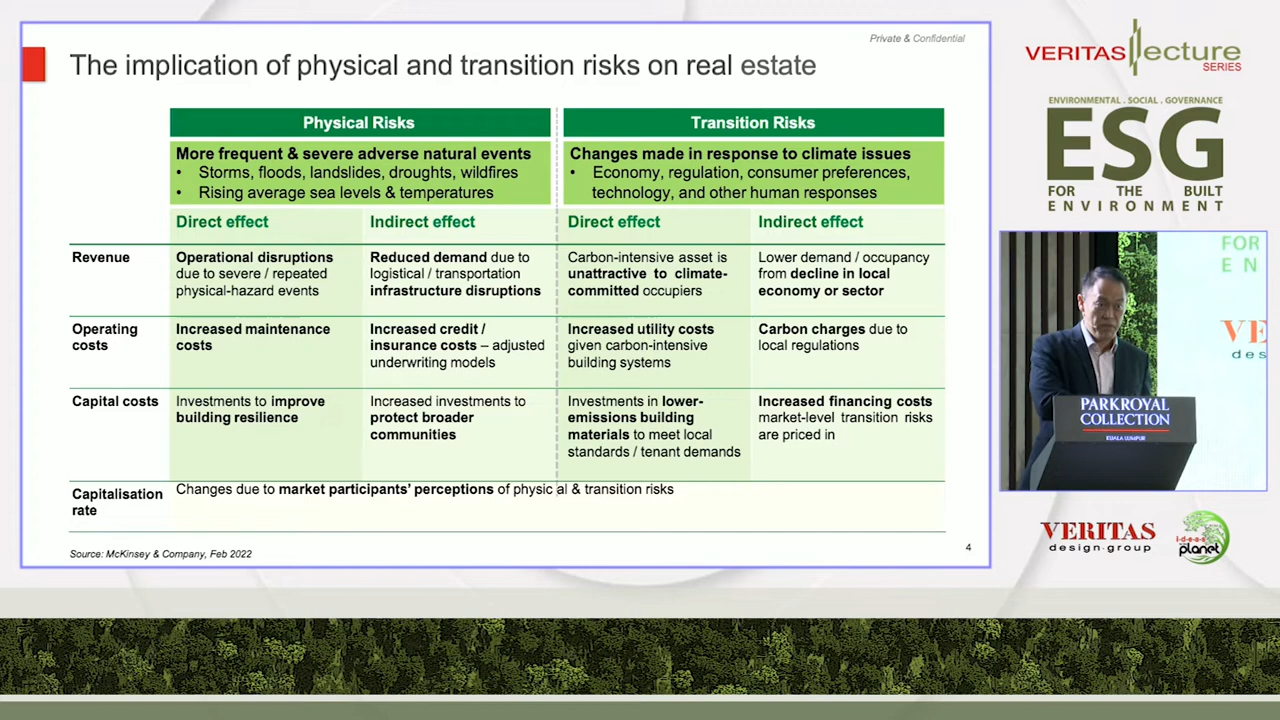 Private & Confidential
The implication of physical and transition risks on real estate
Physical Risks
Transition Risks
More frequent & severe adverse natural events
• Storms, floods, landslides, droughts, wildfires
• Rising average sea levels & temperatures
Changes made in response to climate issues
• Economy, regulation, consumer preferences,
technology, and other human responses
Direct effect
Indirect effect
Direct effect
Indirect effect
Revenue
Operational disruptions
due to severe / repeated
physical-hazard events
Reduced demand due to
logistical / transportation
infrastructure disruptions
Carbon-intensive asset is
unattractive to climate-
committed occupiers
Lower demand / occupancy
from decline in local
economy or sector
Operating
costs
Increased maintenance
costs
Increased credit /
insurance costs – adjusted
underwriting models
Increased utility costs
given carbon-intensive
building systems
Carbon charges due to
local regulations
Capital costs
Investments to improve
building resilience
Increased investments to
protect broader
communities
Investments in lower-
emissions building
materials to meet local
standards / tenant demands
Increased financing costs
market-level transition risks
are priced in
Capitalisation
rate
Changes due to market participants' perceptions of physical & transition risks
Source: McKinsey & Company, Feb 2022
4
VERITAS lecture
SERIES
ENVIRONMENTAL . SOCIAL . GOVERNANCE
ESG
FOR THE BUILT
ENVIRONMENT
FOR
EN
VE
des
PARKROYAL
COLLECTION
KUALA LUMPUR
VERITAS
design·group
i-d-e-a-s
planet